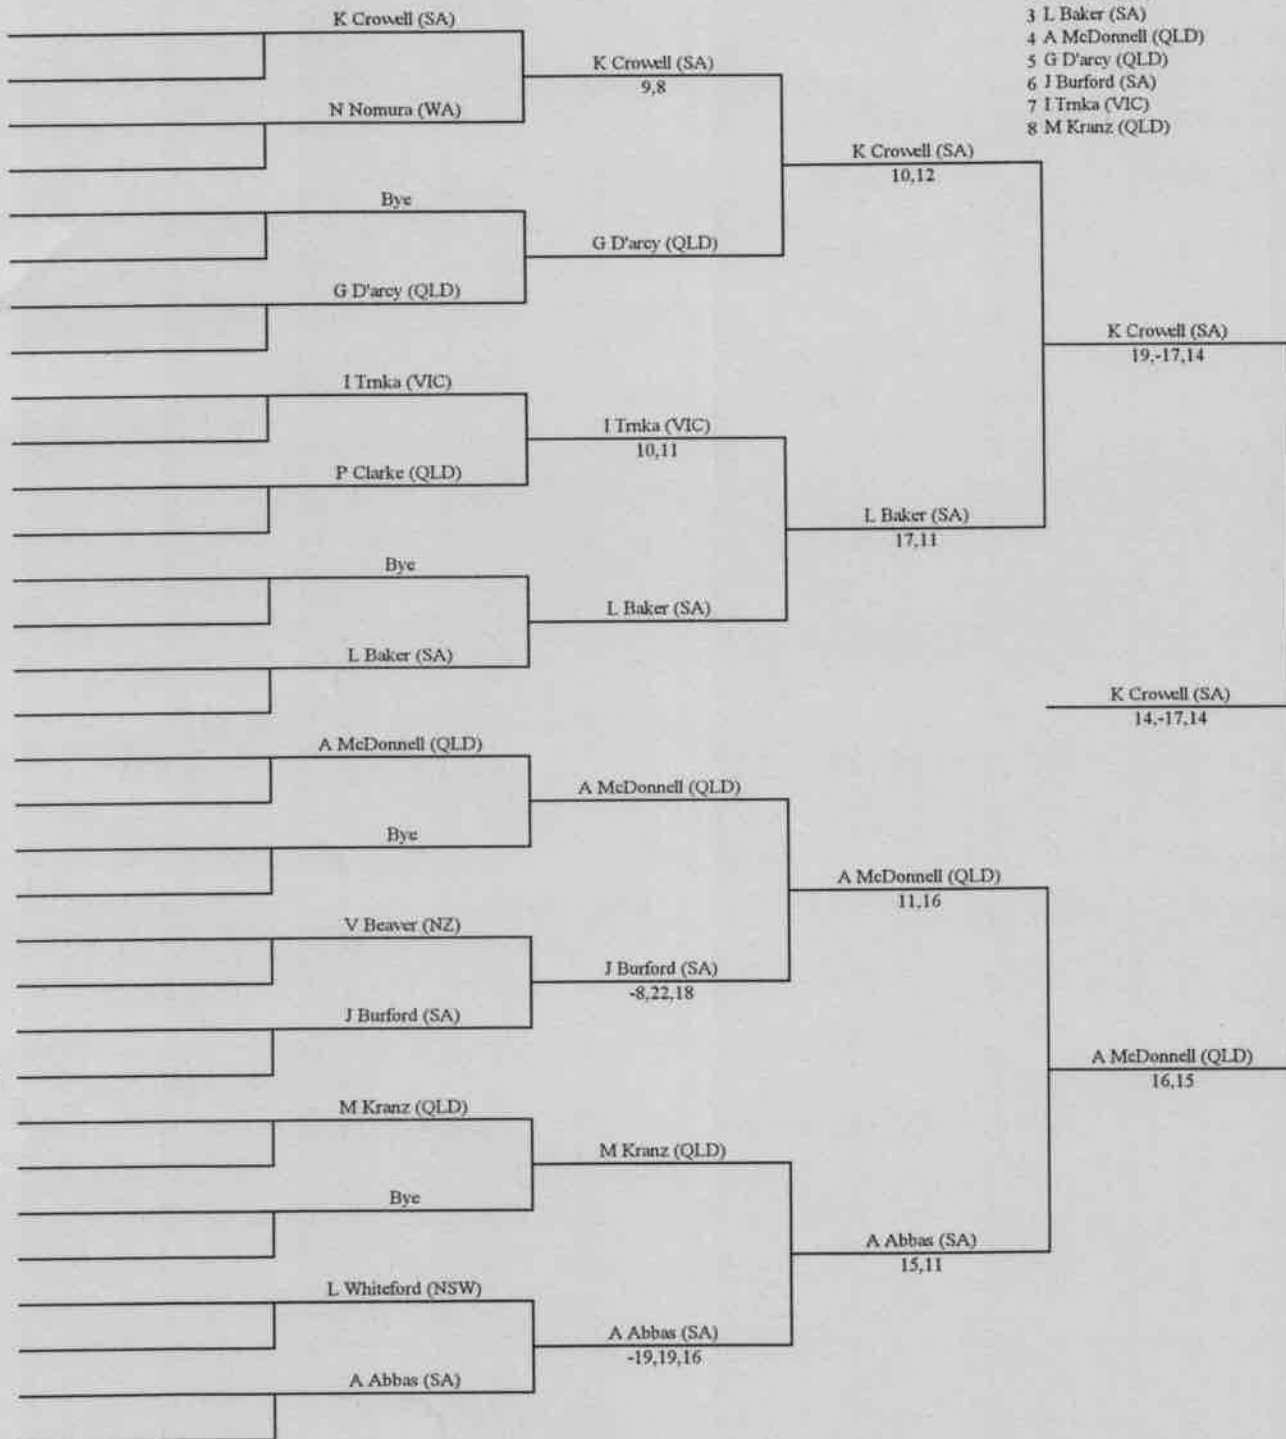 3 L Baker (SA)
4 A McDonnell (QLD)
5 G D'arcy (QLD)
6 J Burford (SA)
7 I Trnka (VIC)
8 M Kranz (QLD)
K Crowell (SA)
N Nomura (WA)
Bye
G D'arcy (QLD)
I Trnka (VIC)
P Clarke (QLD)
Bye
L Baker (SA)
A McDonnell (QLD)
Bye
V Beaver (NZ)
J Burford (SA)
M Kranz (QLD)
Bye
L Whiteford (NSW)
A Abbas (SA)
K Crowell (SA)
9,8
G D'arcy (QLD)
I Trnka (VIC)
10,11
L Baker (SA)
A McDonnell (QLD)
J Burford (SA)
-8,22,18
M Kranz (QLD)
A Abbas (SA)
-19,19,16
K Crowell (SA)
10,12
L Baker (SA)
17,11
A McDonnell (QLD)
11,16
A Abbas (SA)
15,11
K Crowell (SA)
19,-17,14
K Crowell (SA)
14,-17,14
A McDonnell (QLD)
16,15